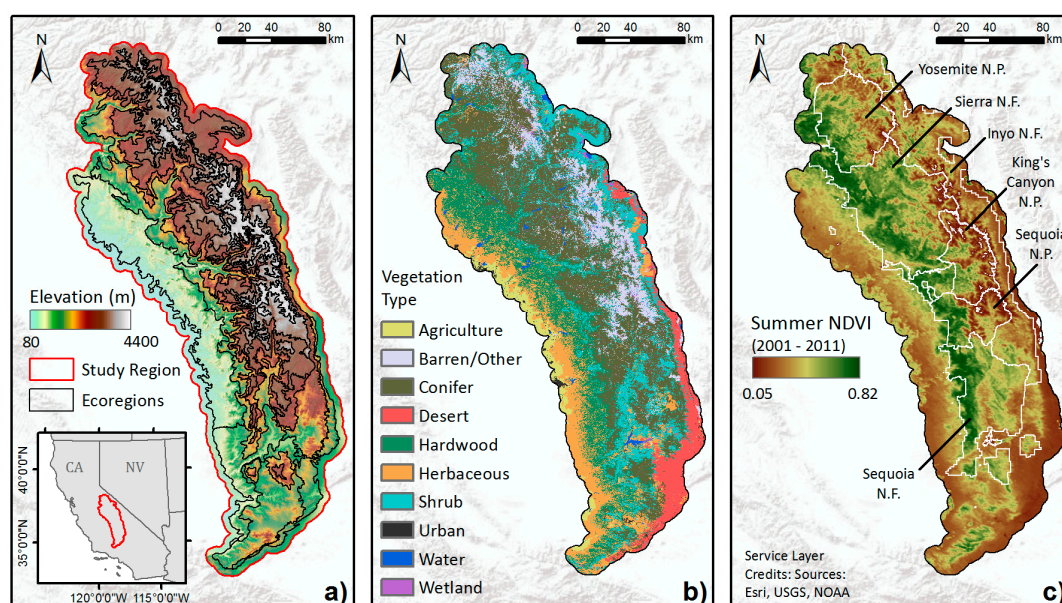 N
0 20 40 80
km
Elevation (m)
80 4400
Study Region
Ecoregions
CA NV
40°0'0"N
35°0'0"N
120°0'0"W 115°0'0"W
a)
N
0 20 40 80
km
Vegetation
Type
Agriculture
Barren/Other
Conifer
Desert
Hardwood
Herbaceous
Shrub
Urban
Water
Wetland
b)
N
0 20 40 80
km
Yosemite N.P.
Sierra N.F.
Inyo N.F.
King's
Canyon
N.P.
Sequoia
N.P.
Summer NDVI
(2001 - 2011)
0.05 0.82
Sequoia
N.F.
Service Layer
Credits: Sources:
Esri, USGS, NOAA
c)